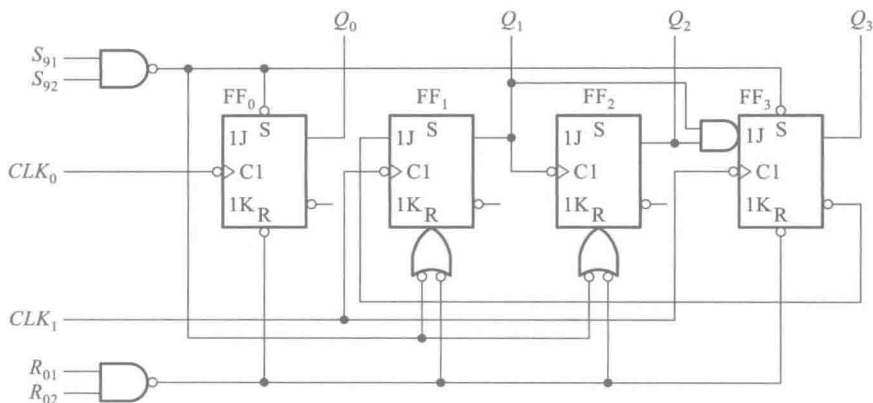 Q₀ Q₁ Q₂ Q₃
S₉₁
S₉₂
FF₀ FF₁ FF₂ FF₃
1J S 1J S 1J S 1J S
CLK₀ C1 C1 C1 C1
1K R 1K R 1K R 1K R
CLK₁
R₀₁
R₀₂